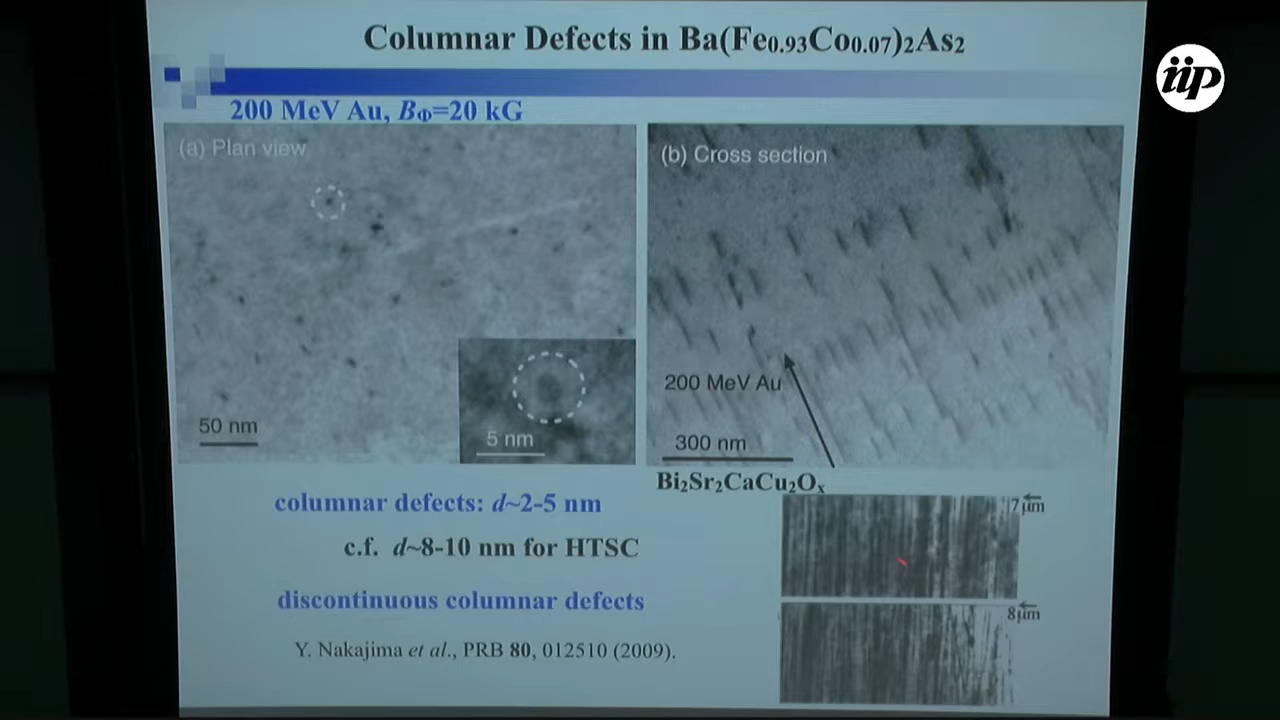 Columnar Defects in Ba(Fe0.93Co0.07)2As2
iip
200 MeV Au, BΦ=20 kG
(a) Plan view
(b) Cross section
50 nm
5 nm
200 MeV Au
300 nm
Bi2Sr2CaCu2Ox
7 μm
8μm
columnar defects: d~2-5 nm
c.f. d~8-10 nm for HTSC
discontinuous columnar defects
Y. Nakajima et al., PRB 80, 012510 (2009).